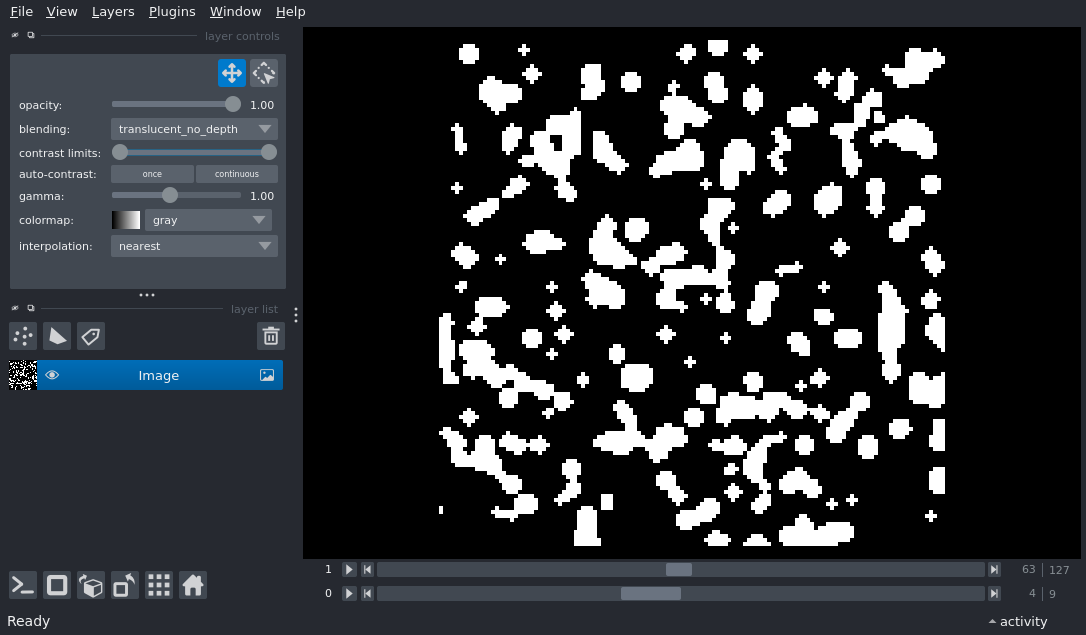 File View Layers Plugins Window Help
layer controls
opacity: 1.00
blending: translucent_no_depth
contrast limits:
auto-contrast: once continuous
gamma: 1.00
colormap: gray
interpolation: nearest
layer list
Image
1 63 127
0 4 9
Ready activity